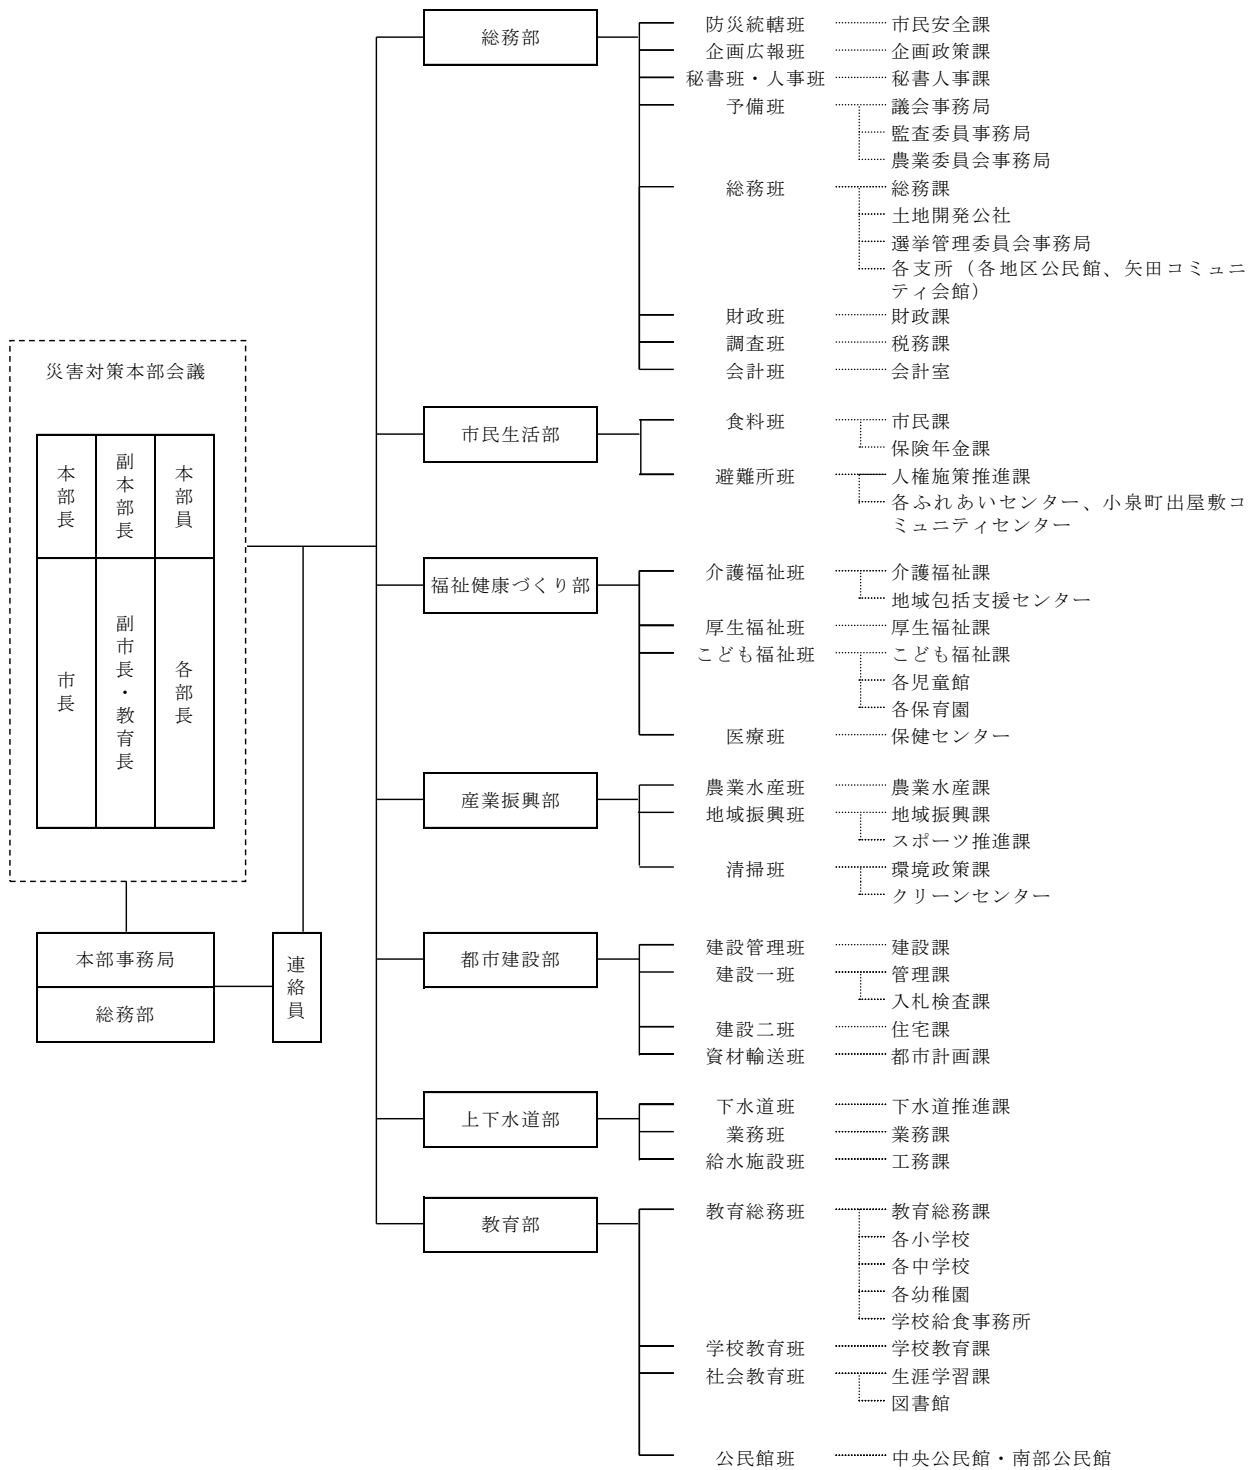 災害対策本部会議
本部長
副本部長
本部員
市長
副市長・教育長
各部長
本部事務局
総務部
連絡員
総務部
防災統轄班 市民安全課
企画広報班 企画政策課
秘書班・人事班 秘書人事課
予備班 議会事務局
監査委員事務局
農業委員会事務局
総務班 総務課
土地開発公社
選挙管理委員会事務局
各支所(各地区公民館、矢田コミュニ
ティ会館)
財政班 財政課
調査班 税務課
会計班 会計室
市民生活部
食料班 市民課
保険年金課
避難所班 人権施策推進課
各ふれあいセンター、小泉町出屋敷コ
ミュニティセンター
福祉健康づくり部
介護福祉班 介護福祉課
地域包括支援センター
厚生福祉班 厚生福祉課
こども福祉班 こども福祉課
各児童館
各保育園
医療班 保健センター
産業振興部
農業水産班 農業水産課
地域振興班 地域振興課
スポーツ推進課
清掃班 環境政策課
クリーンセンター
都市建設部
建設管理班 建設課
建設一班 管理課
入札検査課
建設二班 住宅課
資材輸送班 都市計画課
上下水道部
下水道班 下水道推進課
業務班 業務課
給水施設班 工務課
教育部
教育総務班 教育総務課
各小学校
各中学校
各幼稚園
学校給食事務所
学校教育班 学校教育課
社会教育班 生涯学習課
図書館
公民館班 中央公民館・南部公民館